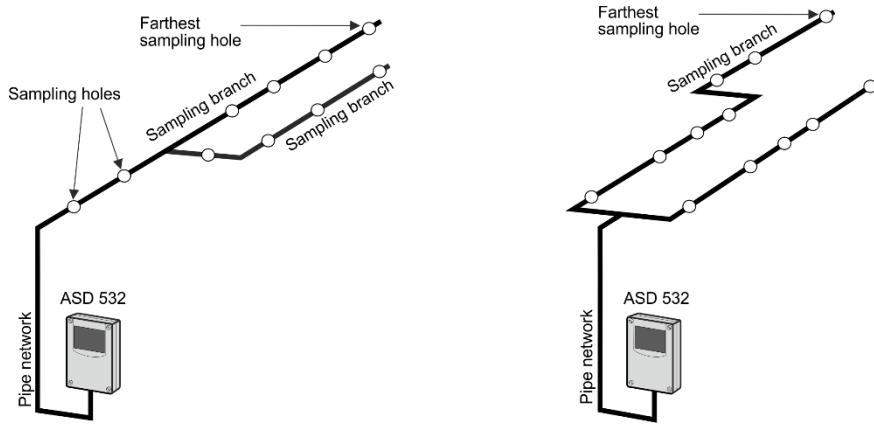 Farthest
sampling hole
Sampling branch
Sampling holes
Sampling branch
ASD 532
Pipe network
Farthest
sampling hole
Sampling branch
ASD 532
Pipe network